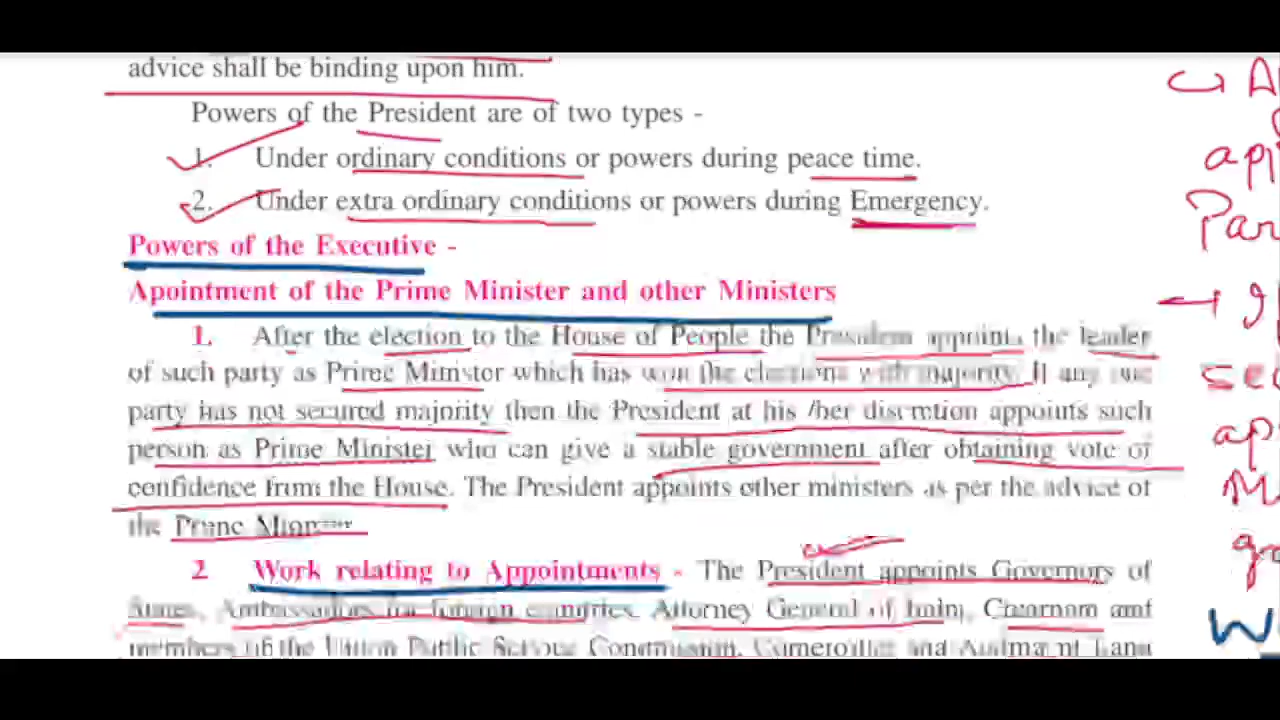 advice shall be binding upon him.
Powers of the President are of two types -
1. Under ordinary conditions or powers during peace time.
2. Under extra ordinary conditions or powers during Emergency.
Powers of the Executive -
Apointment of the Prime Minister and other Ministers
1. After the election to the House of People the President appoints the leader
of such party as Prime Minister which has won the elections with majority. If any one
party has not secured majority then the President at his /her discretion appoints such
person as Prime Minister who can give a stable government after obtaining vote of
confidence from the House. The President appoints other ministers as per the advice of
the Prime Minister
2 Work relating to Appointments - The President appoints Governors of
States, Ambassadors for foreign countries, Attorney General of India, Chairman and
members of the Union Public Service Commission, and
app
Par
sec
ap